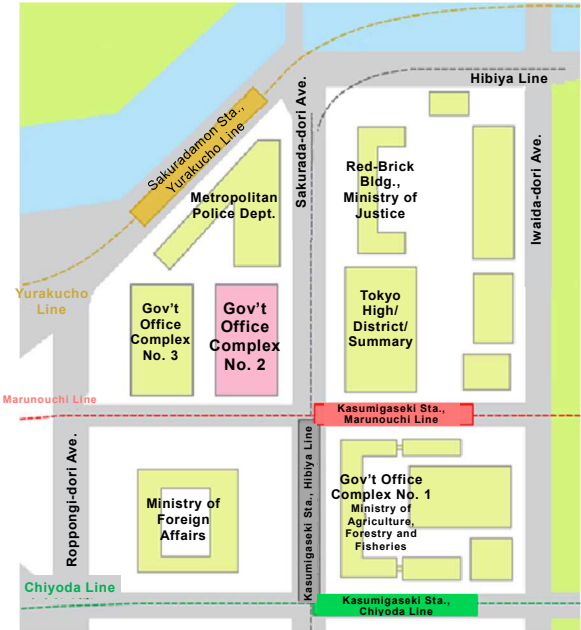 Hibiya Line
Sakuradamon Sta.,
Yurakucho Line
Sakurada-dori Ave.
Iwaida-dori Ave.
Red-Brick
Bldg.,
Ministry of
Justice
Metropolitan
Police Dept.
Yurakucho
Line
Gov't
Office
Complex
No. 3
Gov't
Office
Complex
No. 2
Tokyo
High/
District/
Summary
Marunouchi Line
Kasumigaseki Sta.,
Marunouchi Line
Roppongi-dori Ave.
Kasumigaseki Sta., Hibiya Line
Ministry of
Foreign
Affairs
Gov't Office
Complex No. 1
Ministry of
Agriculture,
Forestry and
Fisheries
Chiyoda Line
Kasumigaseki Sta.,
Chiyoda Line